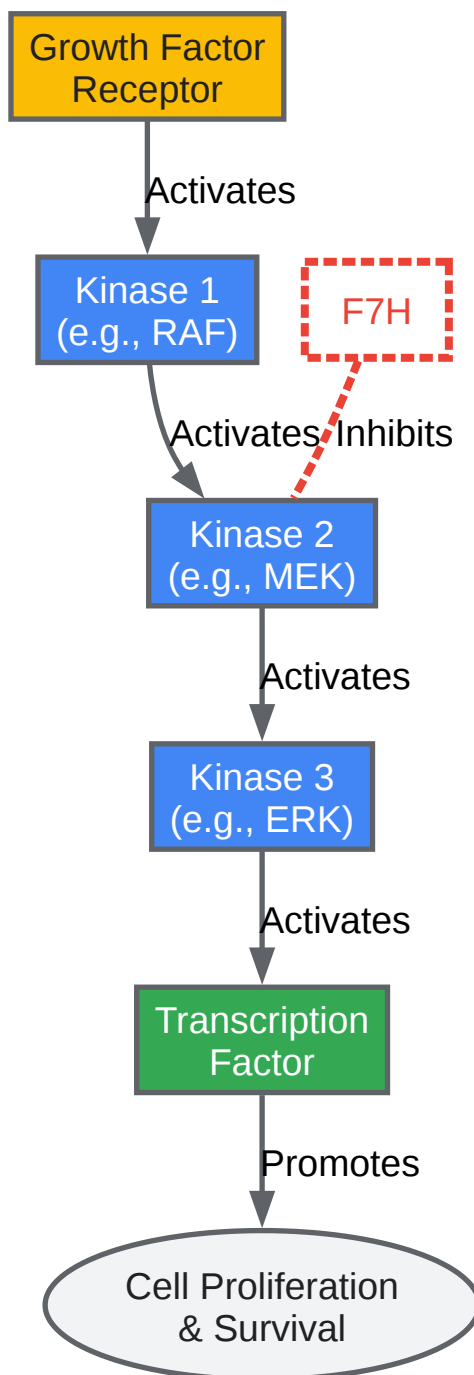 Growth Factor
Receptor
Activates
Kinase 1
(e.g., RAF)
F7H
Activates
Inhibits
Kinase 2
(e.g., MEK)
Activates
Kinase 3
(e.g., ERK)
Activates
Transcription
Factor
Promotes
Cell Proliferation
& Survival